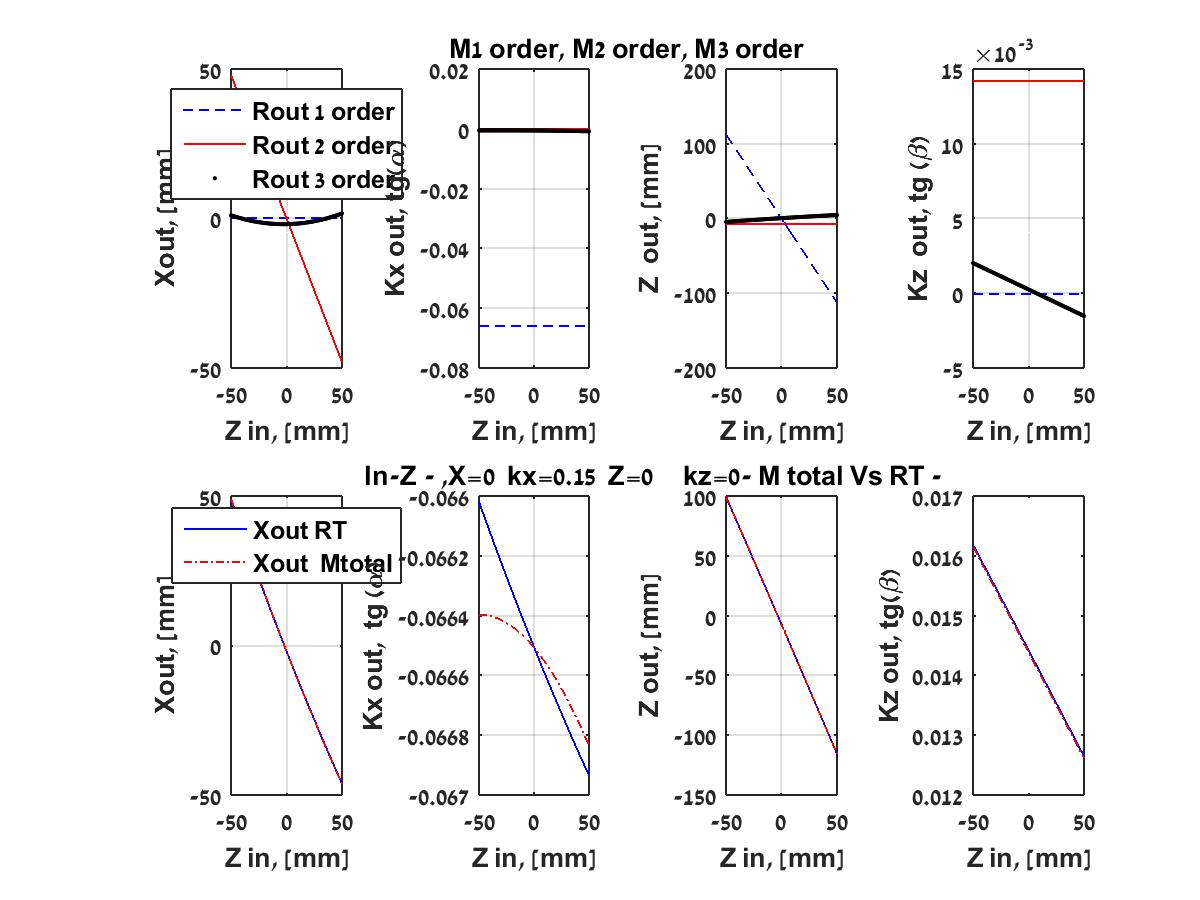 M1 order, M2 order, M3 order
50
0
-50
-50 0 50
Xout, [mm]
Z in, [mm]
Rout 1 order
Rout 2 order
Rout 3 order
0.02
0
-0.02
-0.04
-0.06
-0.08
-50 0 50
Kx out, tg(α)
Z in, [mm]
200
100
0
-100
-200
-50 0 50
Z out, [mm]
Z in, [mm]
×10⁻³
15
10
5
0
-5
-50 0 50
Kz out, tg (β)
Z in, [mm]
In-Z - ,X=0 kx=0.15 Z=0 kz=0- M total Vs RT -
50
0
-50
-50 0 50
Xout, [mm]
Z in, [mm]
Xout RT
Xout Mtotal
-0.066
-0.0662
-0.0664
-0.0666
-0.0668
-0.067
-50 0 50
Kx out, tg (α)
Z in, [mm]
100
50
0
-50
-100
-150
-50 0 50
Z out, [mm]
Z in, [mm]
0.017
0.016
0.015
0.014
0.013
0.012
-50 0 50
Kz out, tg(β)
Z in, [mm]